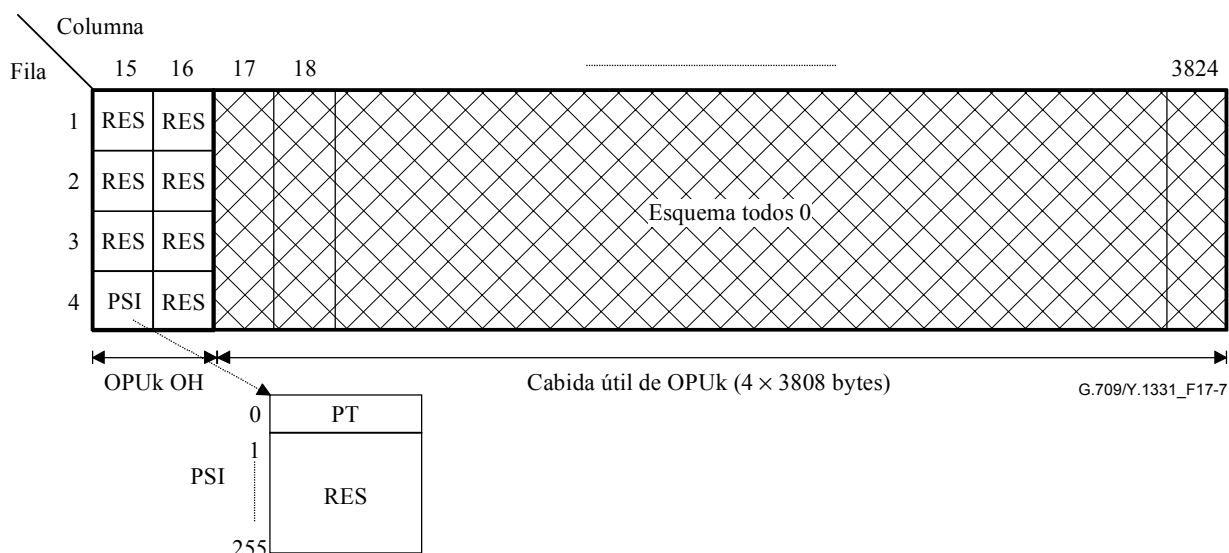 Columna
Fila 15 16 17 18 3824
1 RES RES
2 RES RES
Esquema todos 0
3 RES RES
4 PSI RES
OPUk OH Cabida útil de OPUk (4 × 3808 bytes) G.709/Y.1331_F17-7
0 PT
1
PSI RES
255